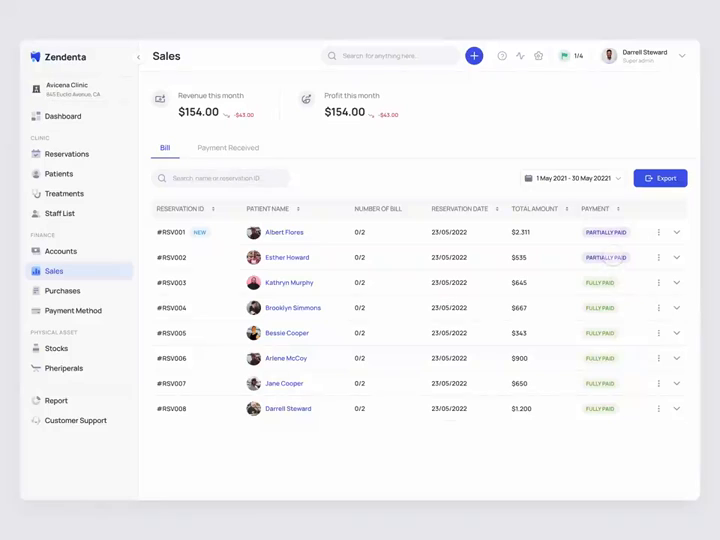 Zendenta
Sales
Search for anything here...
1/4
Darrell Steward
Super admin
Avicena Clinic
845 Euclid Avenue, CA
Dashboard
CLINIC
Reservations
Patients
Treatments
Staff List
FINANCE
Accounts
Sales
Purchases
Payment Method
PHYSICAL ASSET
Stocks
Pheriperals
Report
Customer Support
Revenue this month
$154.00 -$43.00
Profit this month
$154.00 -$43.00
Bill Payment Received
Search name or reservation ID
1 May 2021 - 30 May 20221
Export
RESERVATION ID PATIENT NAME NUMBER OF BILL RESERVATION DATE TOTAL AMOUNT PAYMENT
#RSV001 NEW Albert Flores 0/2 23/05/2022 $2.311 PARTIALLY PAID
#RSV002 Esther Howard 0/2 23/05/2022 $535 PARTIALLY PAID
#RSV003 Kathryn Murphy 0/2 23/05/2022 $645 FULLY PAID
#RSV004 Brooklyn Simmons 0/2 23/05/2022 $667 FULLY PAID
#RSV005 Bessie Cooper 0/2 23/05/2022 $343 FULLY PAID
#RSV006 Arlene McCoy 0/2 23/05/2022 $900 FULLY PAID
#RSV007 Jane Cooper 0/2 23/05/2022 $650 FULLY PAID
#RSV008 Darrell Steward 0/2 23/05/2022 $1.200 FULLY PAID